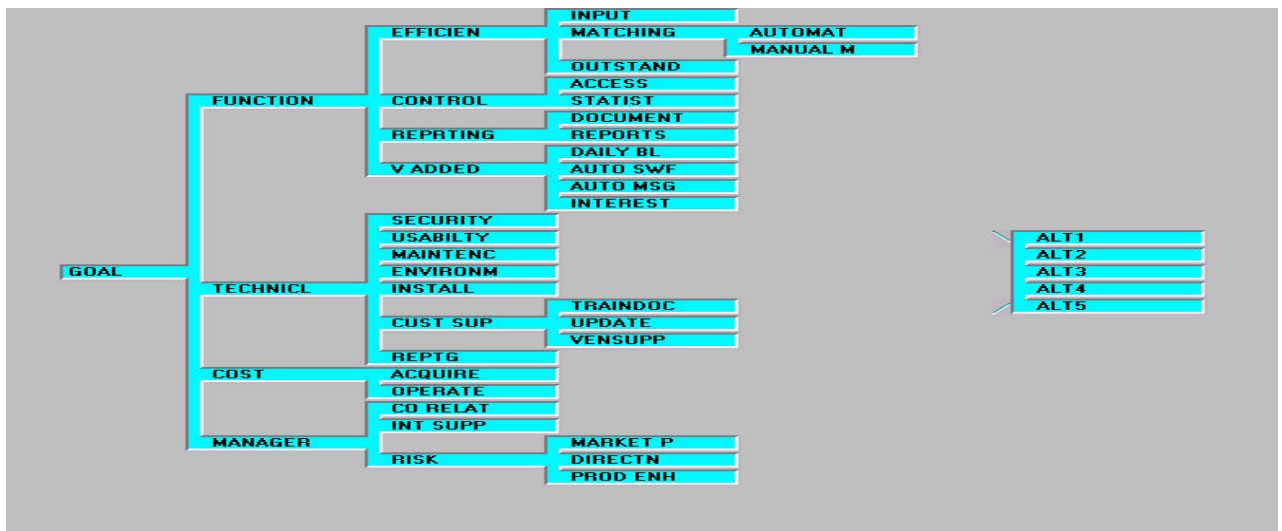 INPUT
EFFICIEN MATCHING AUTOMAT
MANUAL M
OUTSTAND
ACCESS
FUNCTION CONTROL STATIST
DOCUMENT
REPRTING REPORTS
DAILY BL
V ADDED AUTO SWF
AUTO MSG
INTEREST
SECURITY
USABILTY ALT1
MAINTENC ALT2
GOAL ENVIRONM ALT3
TECHNICL INSTALL ALT4
TRAINDOC ALT5
CUST SUP UPDATE
VENSUPP
REPTG
COST ACQUIRE
OPERATE
CO RELAT
INT SUPP
MANAGER MARKET P
RISK DIRECTN
PROD ENH